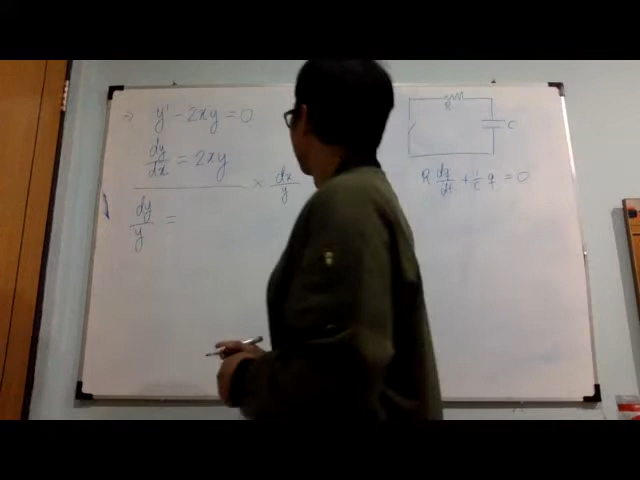 ⇒ y' − 2xy = 0
dy/dx = 2xy
× dx/y
dy/y =
R
C
R dq/dt + 1/C q = 0